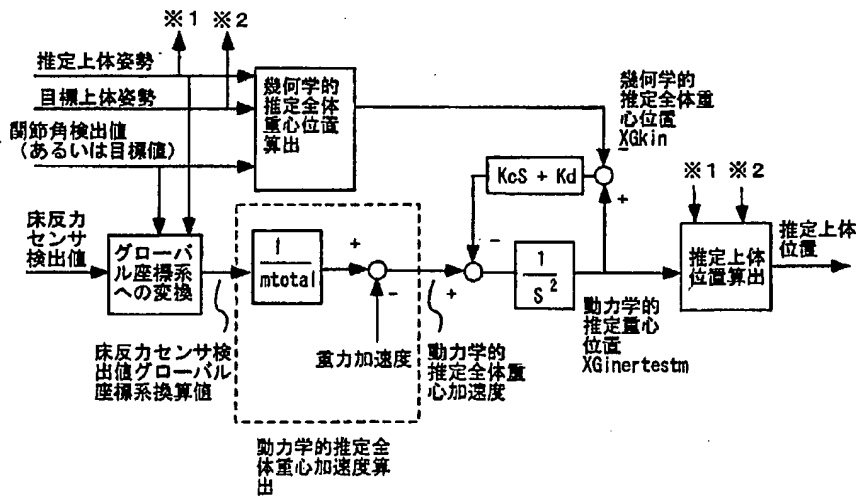 ※1 ※2
推定上体姿勢
目標上体姿勢
関節角検出値
(あるいは目標値)
幾何学的
推定全体
重心位置
算出
幾何学的
推定全体重
心位置
XGkin
KcS + Kd
※1 ※2
床反力
センサ
検出値
グローバ
ル座標系
への変換
1
mtotal
+
-
+
-
1
S2
+
推定上体
位置算出
推定上体
位置
床反力センサ検
出値グローバル
座標系換算値
重力加速度
動力学的
推定全体重
心加速度
動力学的
推定重心
位置
XGinertestm
動力学的推定全
体重心加速度算
出